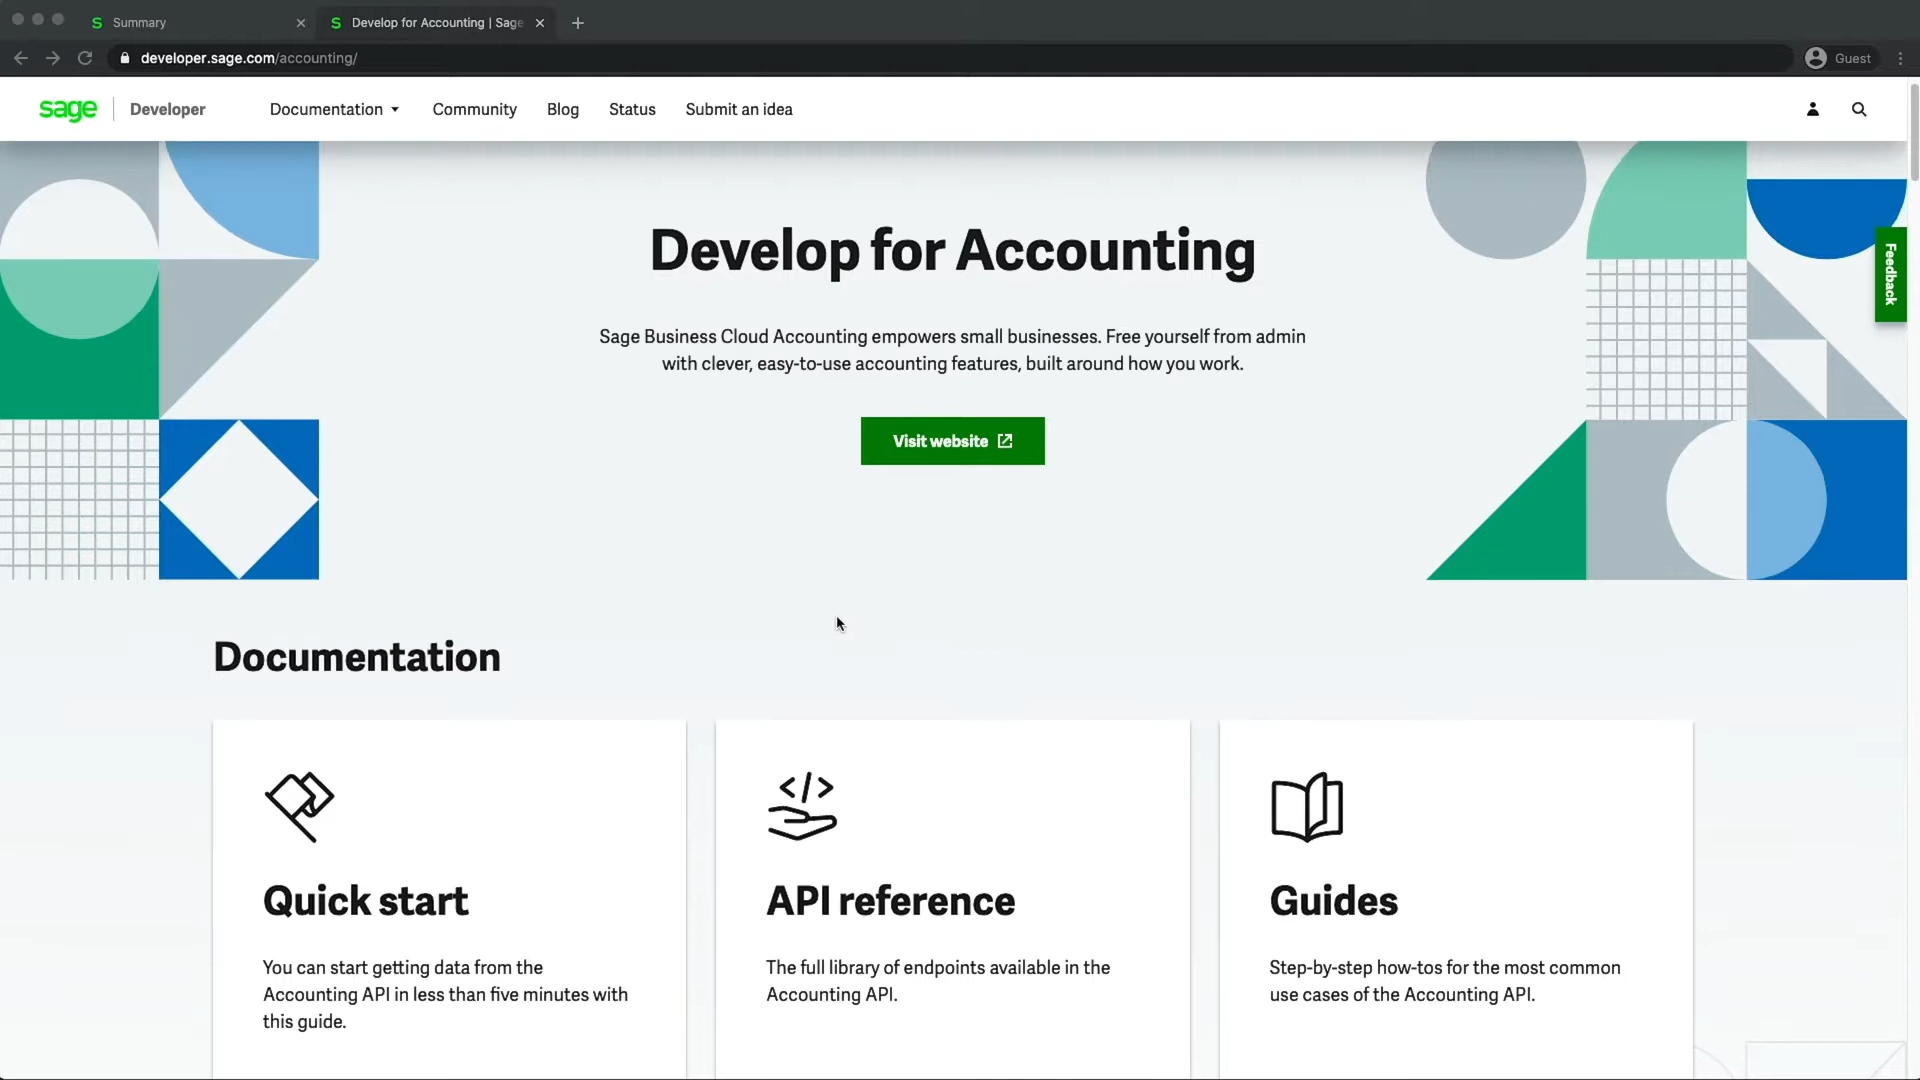 Summary
Develop for Accounting | Sage
developer.sage.com/accounting/
Guest
sage
Developer
Documentation
Community
Blog
Status
Submit an idea
Develop for Accounting
Feedback
Sage Business Cloud Accounting empowers small businesses. Free yourself from admin
with clever, easy-to-use accounting features, built around how you work.
Visit website
Documentation
Quick start
You can start getting data from the
Accounting API in less than five minutes with
this guide.
API reference
The full library of endpoints available in the
Accounting API.
Guides
Step-by-step how-tos for the most common
use cases of the Accounting API.